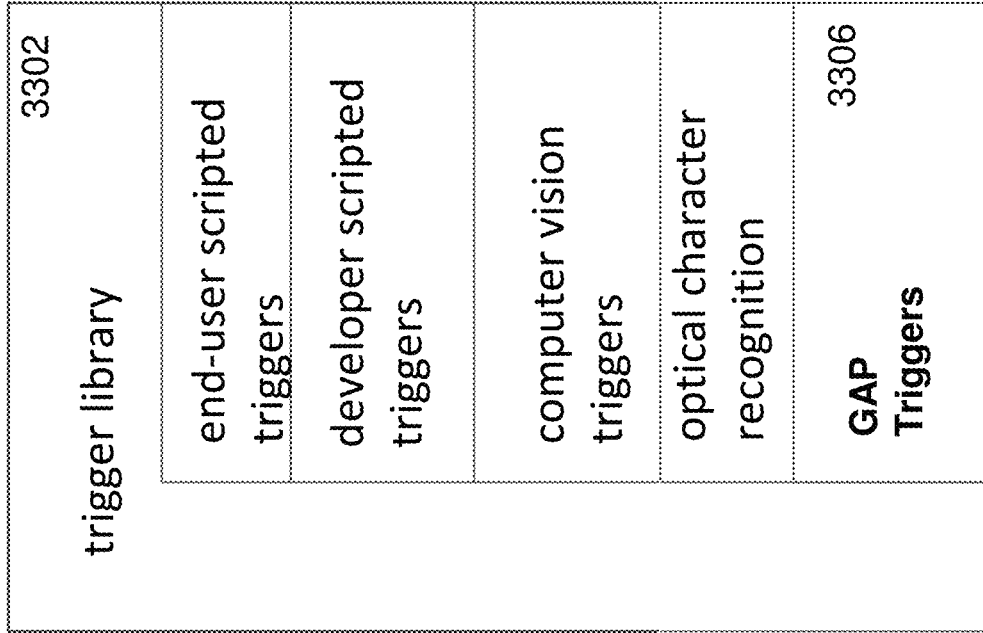 3302
trigger library
end-user scripted
triggers
developer scripted
triggers
computer vision
triggers
optical character
recognition
3306
GAP
Triggers